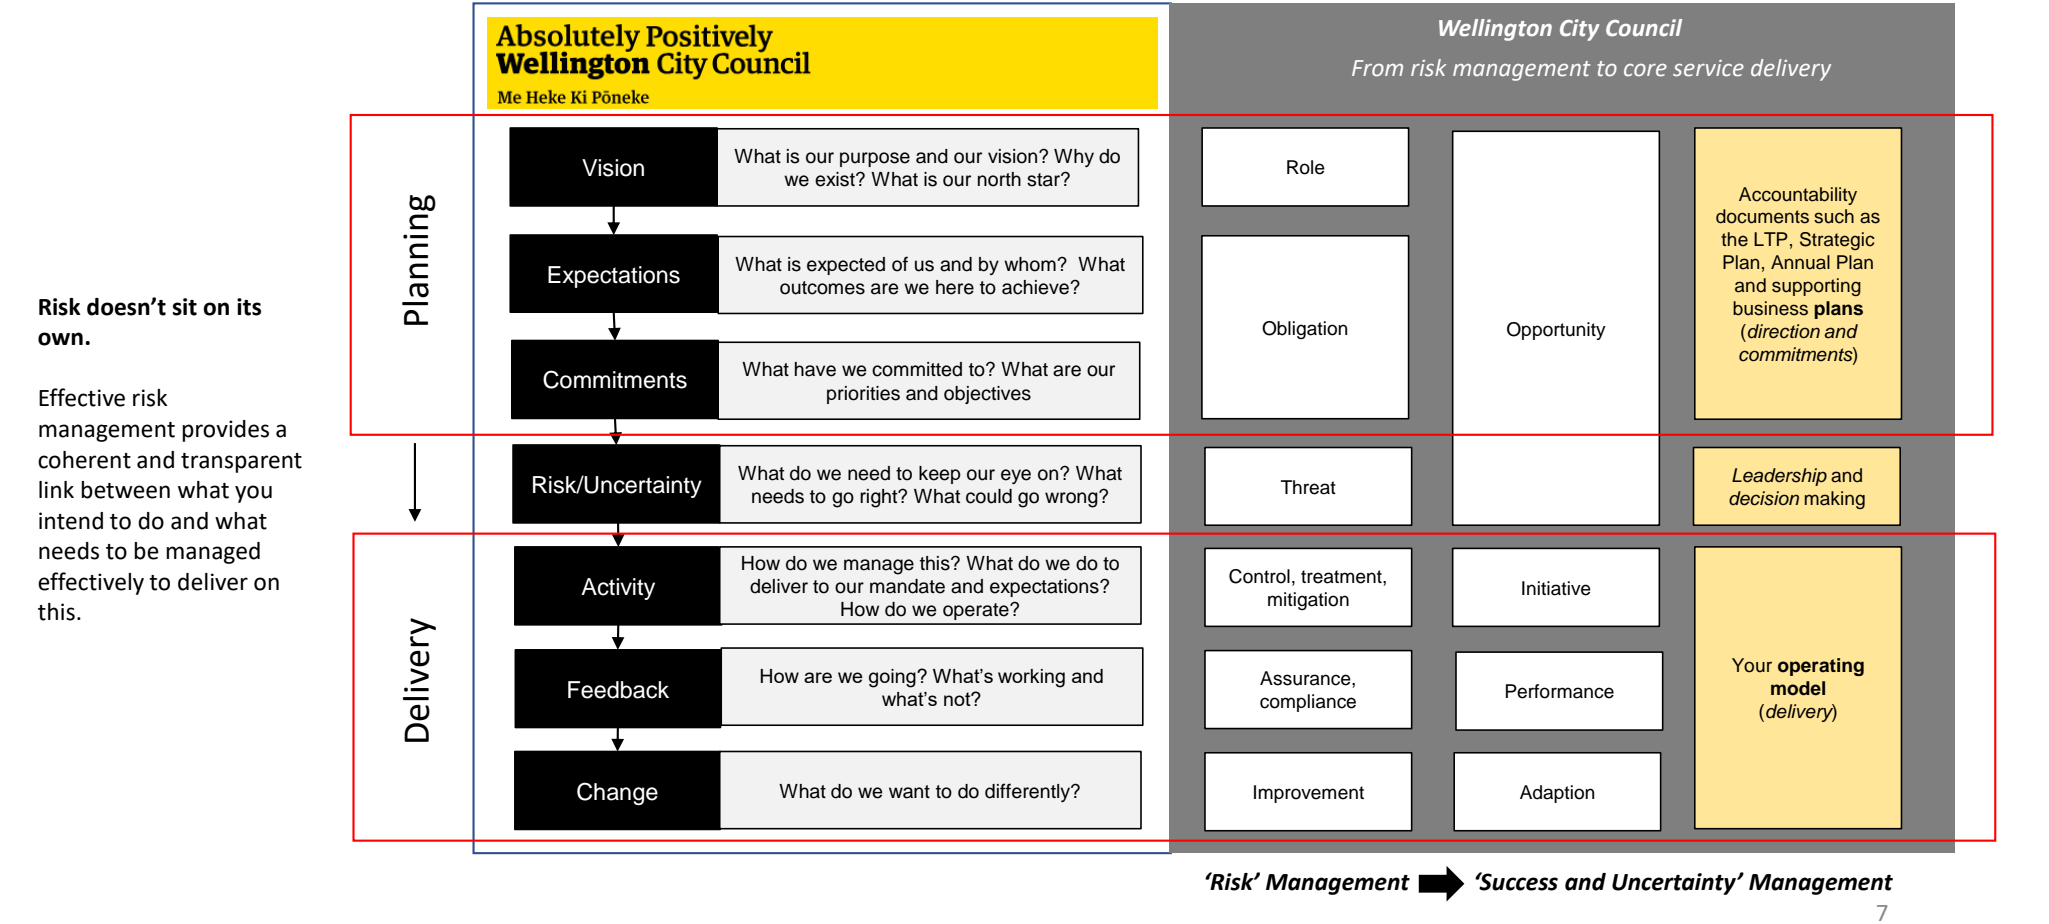 Absolutely Positively
Wellington City Council
Me Heke Ki Pōneke
Wellington City Council
From risk management to core service delivery
Risk doesn’t sit on its
own.
Effective risk
management provides a
coherent and transparent
link between what you
intend to do and what
needs to be managed
effectively to deliver on
this.
Planning
Vision
What is our purpose and our vision? Why do
we exist? What is our north star?
Role
Expectations
What is expected of us and by whom?  What
outcomes are we here to achieve?
Obligation
Commitments
What have we committed to? What are our
priorities and objectives
Opportunity
Accountability
documents such as
the LTP, Strategic
Plan, Annual Plan
and supporting
business plans
(direction and
commitments)
Risk/Uncertainty
What do we need to keep our eye on? What
needs to go right? What could go wrong?
Threat
Leadership and
decision making
Delivery
Activity
How do we manage this? What do we do to
deliver to our mandate and expectations?
How do we operate?
Control, treatment,
mitigation
Initiative
Feedback
How are we going? What’s working and
what’s not?
Assurance,
compliance
Performance
Your operating
model
(delivery)
Change
What do we want to do differently?
Improvement
Adaption
‘Risk’ Management
‘Success and Uncertainty’ Management
7